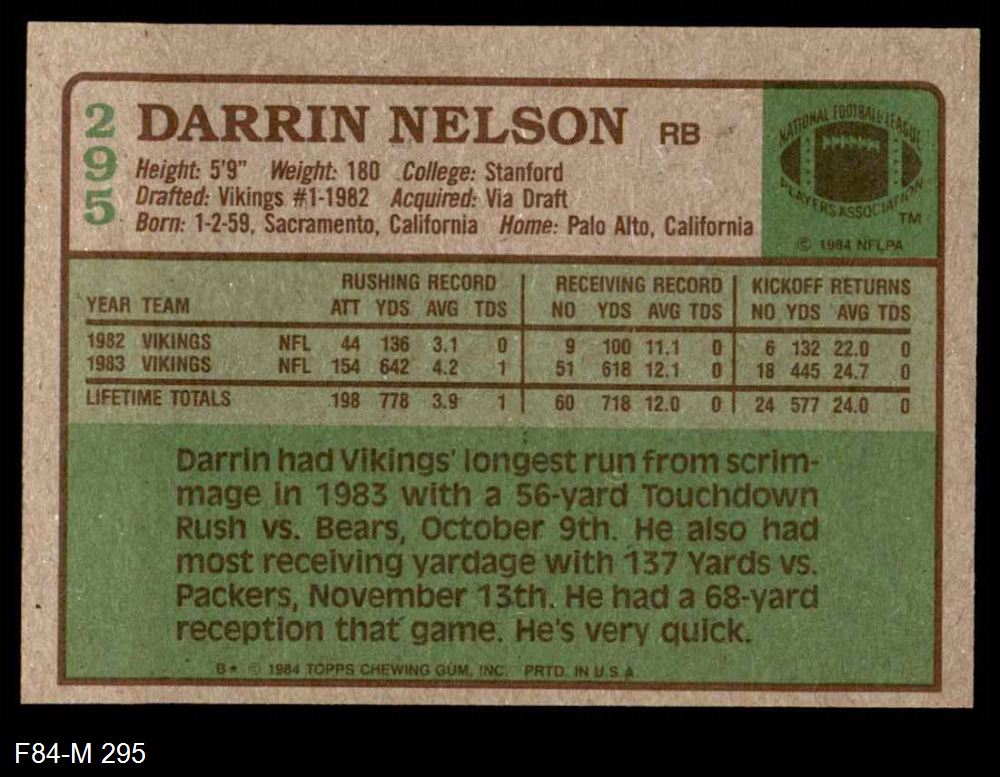 295
DARRIN NELSON RB
Height: 5'9" Weight: 180 College: Stanford
Drafted: Vikings #1-1982 Acquired: Via Draft
Born: 1-2-59, Sacramento, California Home: Palo Alto, California
NATIONAL FOOTBALL LEAGUE
PLAYERS ASSOCIATION
TM
© 1984 NFLPA
RUSHING RECORD RECEIVING RECORD KICKOFF RETURNS
YEAR TEAM ATT YDS AVG TDS NO YDS AVG TDS NO YDS AVG TDS
1982 VIKINGS NFL 44 136 3.1 0 9 100 11.1 0 6 132 22.0 0
1983 VIKINGS NFL 154 642 4.2 1 51 618 12.1 0 18 445 24.7 0
LIFETIME TOTALS 198 778 3.9 1 60 718 12.0 0 24 577 24.0 0
Darrin had Vikings' longest run from scrim-
mage in 1983 with a 56-yard Touchdown
Rush vs. Bears, October 9th. He also had
most receiving yardage with 137 Yards vs.
Packers, November 13th. He had a 68-yard
reception that game. He's very quick.
B* © 1984 TOPPS CHEWING GUM, INC. PRTD. IN U.S.A.
F84-M 295